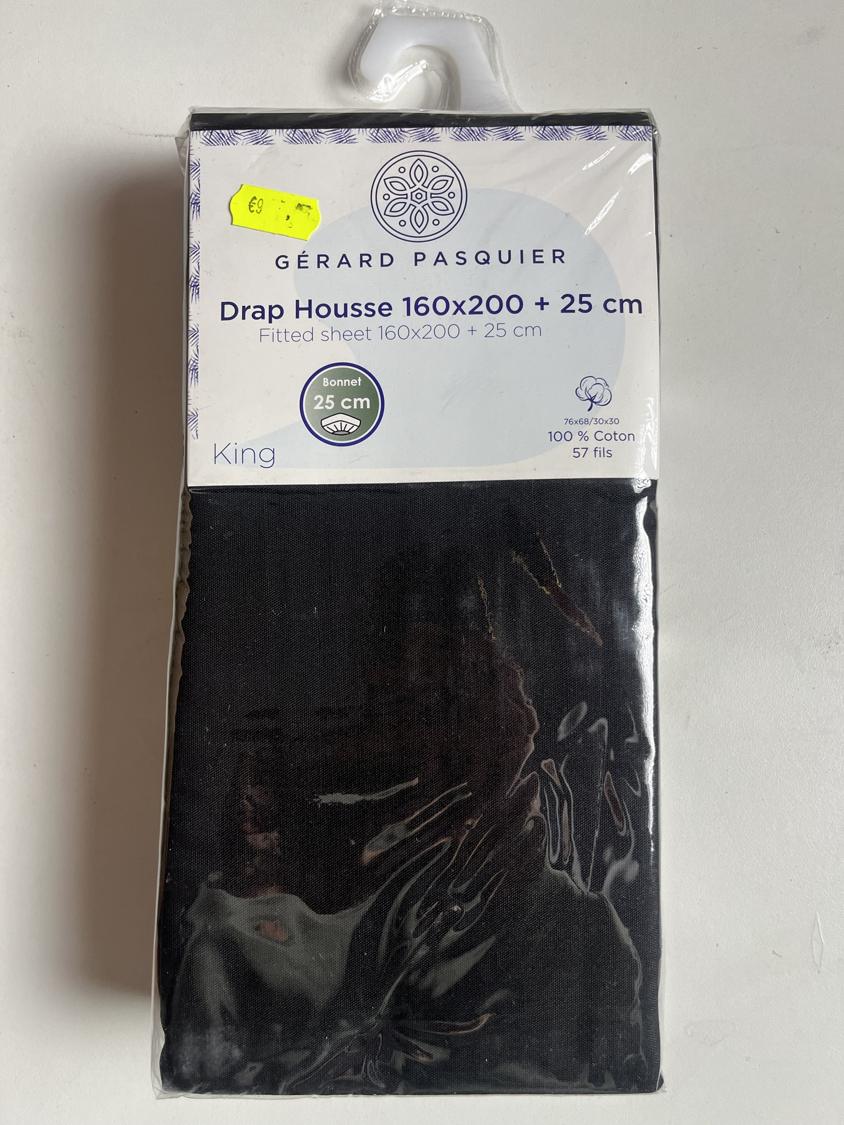 €9
GÉRARD PASQUIER
Drap Housse 160x200 + 25 cm
Fitted sheet 160x200 + 25 cm
Bonnet
25 cm
76x68/30x30
100 % Coton
57 fils
King